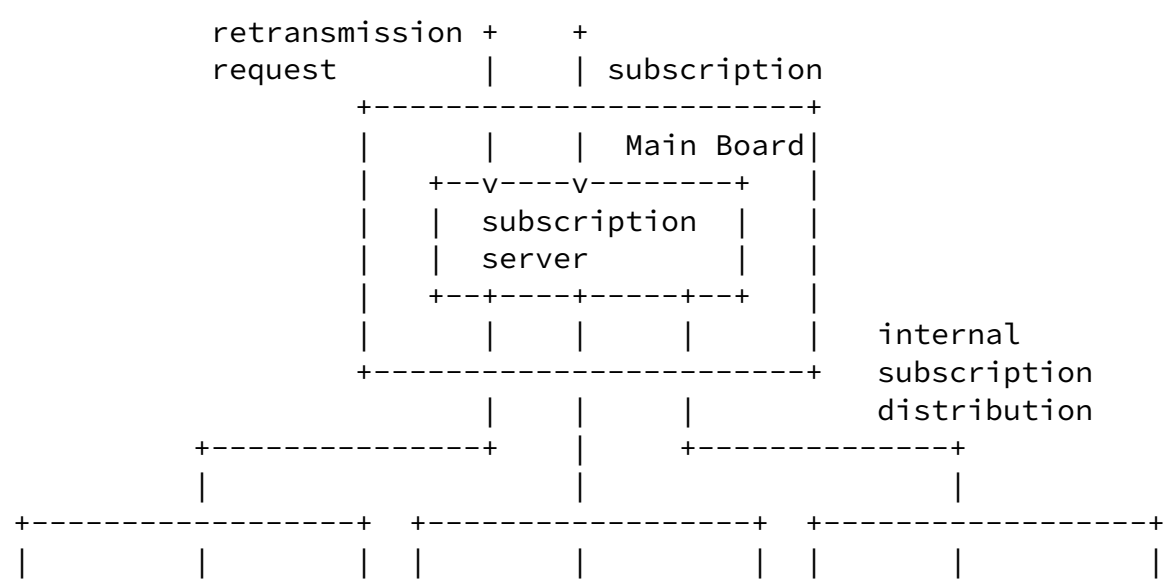 retransmission + +
request | | subscription
+------------------------+
| | | Main Board|
| +--v----v--------+ |
| | subscription | |
| | server | |
| +--+----+-----+--+ |
| | | | | internal
+------------------------+ subscription
| | | distribution
+---------------+ | +--------------+
| | |
+------------------+ +------------------+ +------------------+
| | | | | | | | |